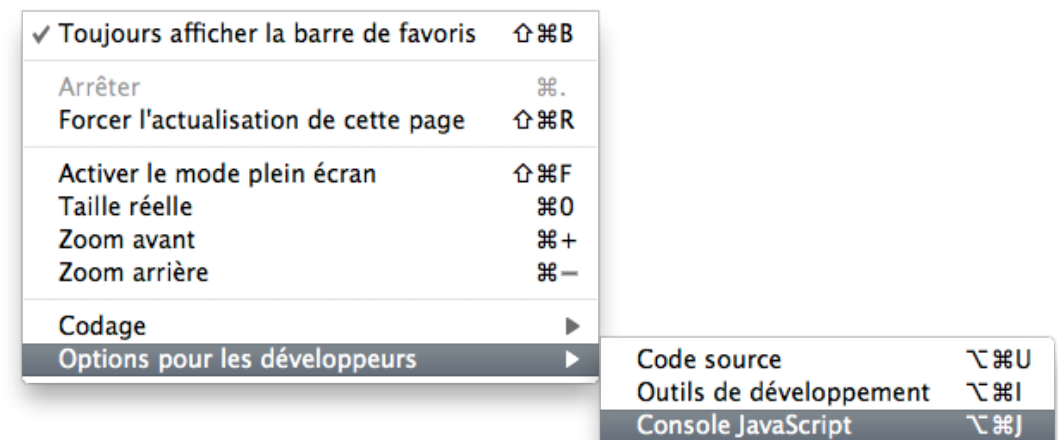 ✓ Toujours afficher la barre de favoris ⇧⌘B
Arrêter ⌘.
Forcer l'actualisation de cette page ⇧⌘R
Activer le mode plein écran ⇧⌘F
Taille réelle ⌘0
Zoom avant ⌘+
Zoom arrière ⌘−
Codage ▶
Options pour les développeurs ▶
Code source ⌥⌘U
Outils de développement ⌥⌘I
Console JavaScript ⌥⌘J